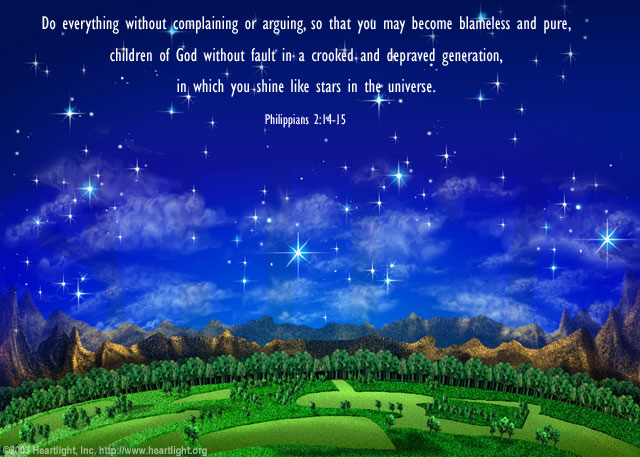 Do everything without complaining or arguing, so that you may become blameless and pure,
children of God without fault in a crooked and depraved generation,
in which you shine like stars in the universe.
Philippians 2:14-15
©2003 Heartlight, Inc. http://www.heartlight.org